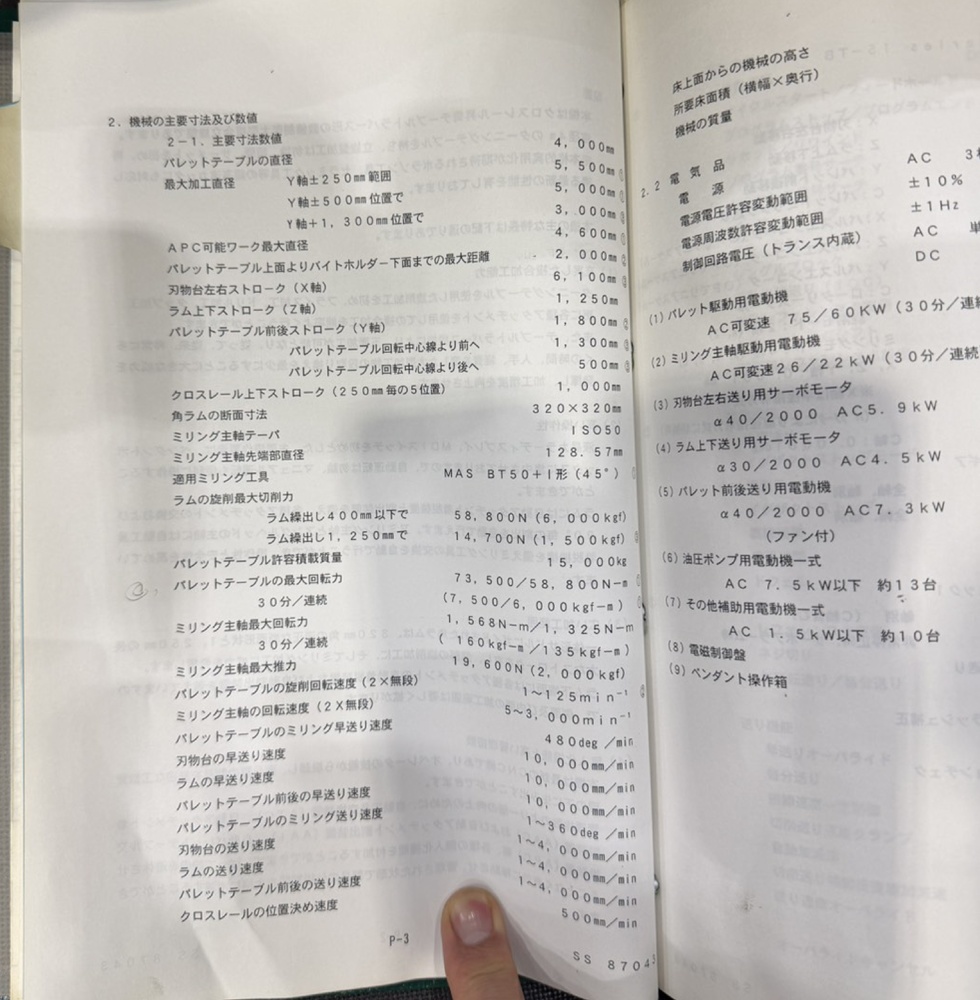 2．機械の主要寸法及び数値
2－1．主要寸法数値
パレットテーブルの直径 4，000㎜
最大加工直径 Y軸±250㎜範囲 5，500㎜
Y軸±500㎜位置で 5，000㎜
Y軸＋1，300㎜位置で 3，000㎜
APC可能ワーク最大直径 4，600㎜
パレットテーブル上面よりバイトホルダー下面までの最大距離 2，000㎜
刃物台左右ストローク（X軸） 6，100㎜
ラム上下ストローク（Z軸） 1，250㎜
パレットテーブル前後ストローク（Y軸） 1，800㎜
パレットテーブル回転中心線より前へ 1，300㎜
パレットテーブル回転中心線より後へ 500㎜
クロスレール上下ストローク（250㎜毎の5位置） 1，000㎜
角ラムの断面寸法 320×320㎜
ミリング主軸テーパ ISO50
ミリング主軸先端部直径 128．57㎜
適用ミリング工具 MAS BT50＋I形（45°）
ラムの旋削最大切削力
ラム繰出し400㎜以下で 58，800N（6，000kgf）
ラム繰出し1，250㎜で 14，700N（1，500kgf）
パレットテーブル許容積載質量 15，000kg
パレットテーブルの最大回転力 73，500／58，800N－m
30分／連続 （7，500／6，000kgf－m）
ミリング主軸最大回転力 1，568N－m／1，325N－m
30分／連続 （ 160kgf－m／135kgf－m）
ミリング主軸最大推力 19，600N（2，000kgf）
パレットテーブルの旋削回転速度（2×無段） 1～125min⁻¹
ミリング主軸の回転速度（2X無段） 5～3，000min⁻¹
パレットテーブルのミリング早送り速度 480deg／min
刃物台の早送り速度 10，000㎜／min
ラムの早送り速度 10，000㎜／min
パレットテーブル前後の早送り速度 10，000㎜／min
パレットテーブルのミリング送り速度 1～360deg／min
刃物台の送り速度 1～4，000㎜／min
ラムの送り速度 1～4，000㎜／min
パレットテーブル前後の送り速度 1～4，000㎜／min
クロスレールの位置決め速度 500㎜／min
P－3
SS 8704
床上面からの機械の高さ
所要床面積（横幅×奥行）
機械の質量
2．2 電気品
電 源 AC 3
電源電圧許容変動範囲 ±10％
電源周波数許容変動範囲 ±1Hz
制御回路電圧（トランス内蔵） AC 単
DC
（1）パレット駆動用電動機
AC可変速 75／60KW（30分／連続
（2）ミリング主軸駆動用電動機
AC可変速26／22kW（30分／連続
（3）刃物台左右送り用サーボモータ
α40／2000 AC5．9kW
（4）ラム上下送り用サーボモータ
α30／2000 AC4．5kW
（5）パレット前後送り用電動機
α40／2000 AC7．3kW
（ファン付）
（6）油圧ポンプ用電動機一式
AC 7．5kW以下 約13台
（7）その他補助用電動機一式
AC 1．5kW以下 約10台
（8）電磁制御盤
（9）ペンダント操作箱